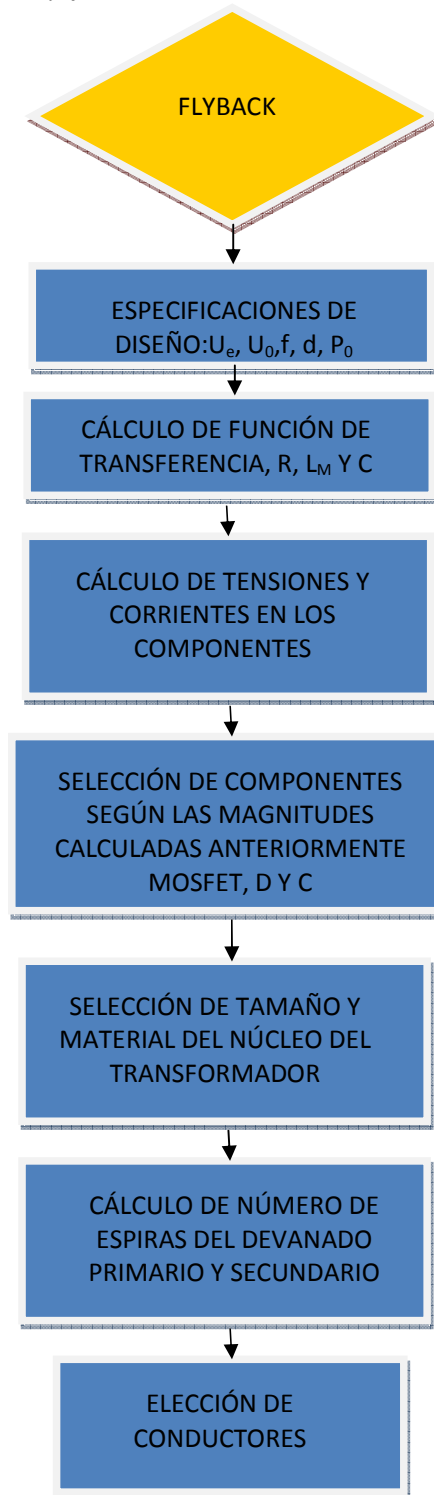 FLYBACK
ESPECIFICACIONES DE
DISEÑO:Uₑ, U₀,f, d, P₀
CÁLCULO DE FUNCIÓN DE
TRANSFERENCIA, R, L_M Y C
CÁLCULO DE TENSIONES Y
CORRIENTES EN LOS
COMPONENTES
SELECCIÓN DE COMPONENTES
SEGÚN LAS MAGNITUDES
CALCULADAS ANTERIORMENTE
MOSFET, D Y C
SELECCIÓN DE TAMAÑO Y
MATERIAL DEL NÚCLEO DEL
TRANSFORMADOR
CÁLCULO DE NÚMERO DE
ESPIRAS DEL DEVANADO
PRIMARIO Y SECUNDARIO
ELECCIÓN DE
CONDUCTORES